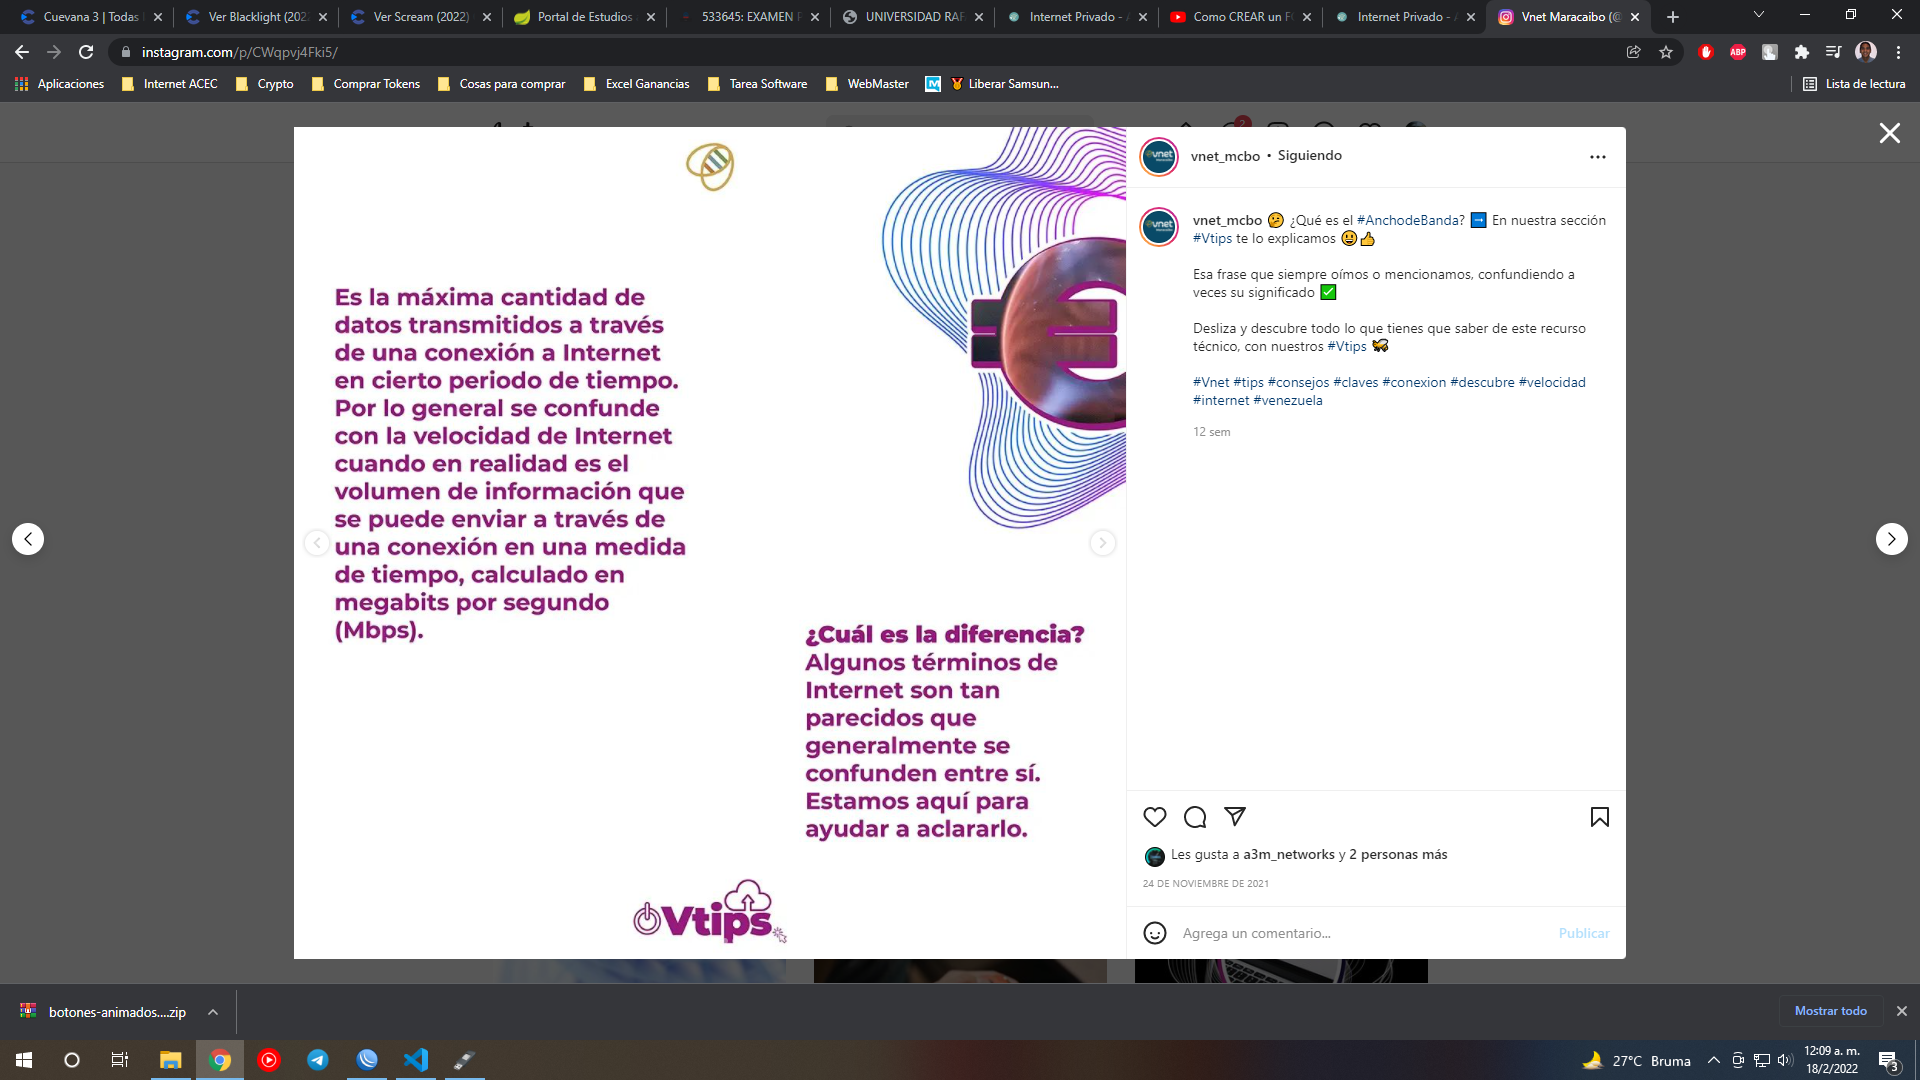 Cuevana 3 | Todas
Ver Blacklight (202
Ver Scream (2022)
Portal de Estudios
533645: EXAMEN
UNIVERSIDAD RAF
Internet Privado -
Como CREAR un
Internet Privado -
Vnet Maracaibo (@
instagram.com/p/CWqpvj4Fki5/
Aplicaciones
Internet ACEC
Crypto
Comprar Tokens
Cosas para comprar
Excel Ganancias
Tarea Software
WebMaster
Liberar Samsun...
Lista de lectura
2
Es la máxima cantidad de
datos transmitidos a través
de una conexión a Internet
en cierto periodo de tiempo.
Por lo general se confunde
con la velocidad de Internet
cuando en realidad es el
volumen de información que
se puede enviar a través de
una conexión en una medida
de tiempo, calculado en
megabits por segundo
(Mbps).
¿Cuál es la diferencia?
Algunos términos de
Internet son tan
parecidos que
generalmente se
confunden entre sí.
Estamos aquí para
ayudar a aclararlo.
Vtips
vnet
vnet_mcbo • Siguiendo
vnet
vnet_mcbo 🤔 ¿Qué es el #AnchodeBanda? ➡️ En nuestra sección
#Vtips te lo explicamos 😃👍
Esa frase que siempre oímos o mencionamos, confundiendo a
veces su significado ✅
Desliza y descubre todo lo que tienes que saber de este recurso
técnico, con nuestros #Vtips 🐝
#Vnet #tips #consejos #claves #conexion #descubre #velocidad
#internet #venezuela
12 sem
Les gusta a a3m_networks y 2 personas más
24 DE NOVIEMBRE DE 2021
Agrega un comentario...
Publicar
botones-animados....zip
Mostrar todo
27°C Bruma
12:09 a. m.
18/2/2022
3